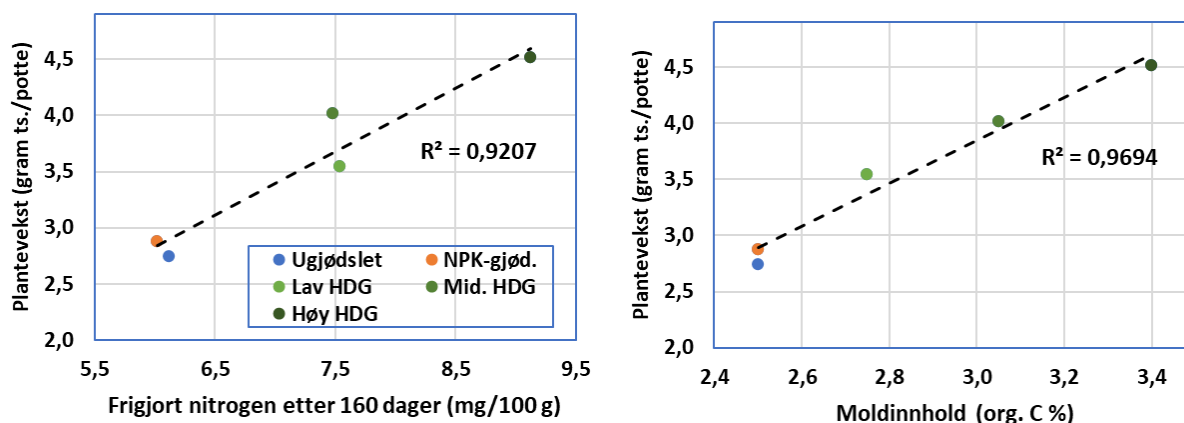 Plantevekst (gram ts./potte)
4,5
4,0
3,5
3,0
2,5
2,0
R² = 0,9207
Ugjødslet
NPK-gjød.
Lav HDG
Mid. HDG
Høy HDG
5,5 6,5 7,5 8,5 9,5
Frigjort nitrogen etter 160 dager (mg/100 g)
Plantevekst (gram ts./potte)
4,5
4,0
3,5
3,0
2,5
2,0
R² = 0,9694
2,4 2,6 2,8 3,0 3,2 3,4
Moldinnhold (org. C %)